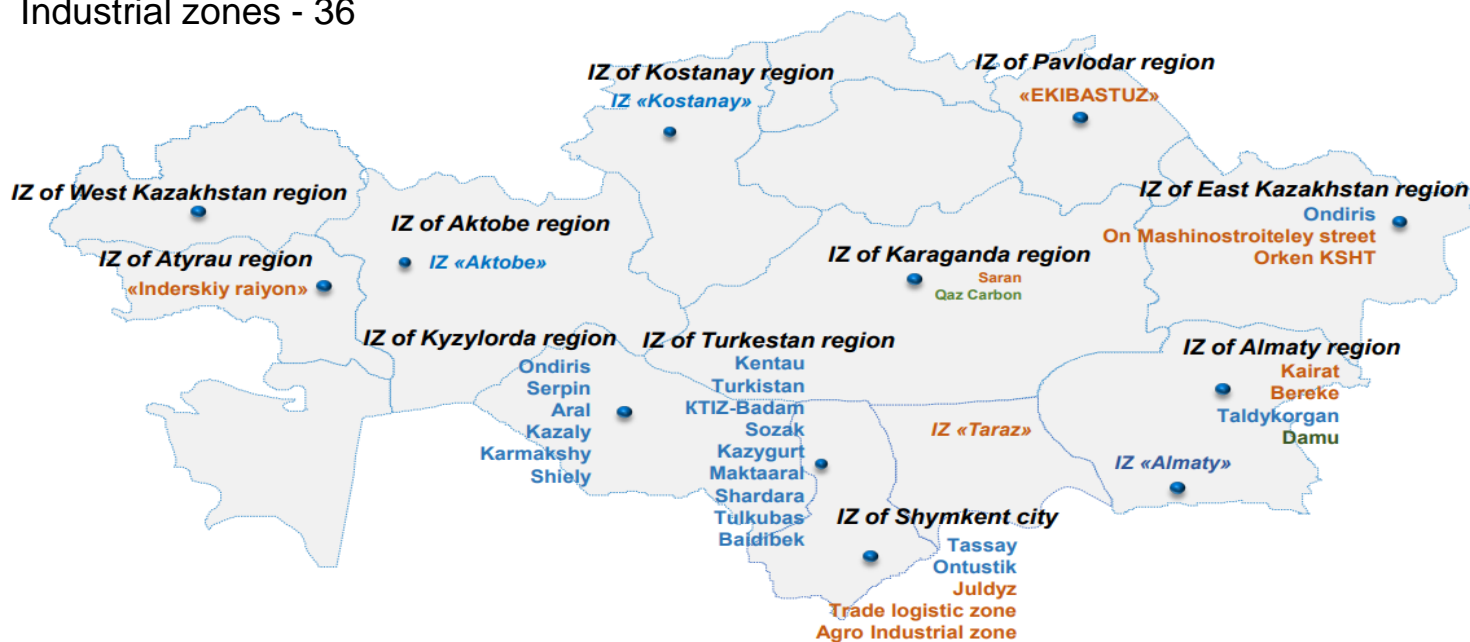 Industrial zones - 36
IZ of Kostanay region
IZ «Kostanay»
IZ of Pavlodar region
«EKIBASTUZ»
IZ of West Kazakhstan region
IZ of Aktobe region
IZ «Aktobe»
IZ of Atyrau region
«Inderskiy raiyon»
IZ of Karaganda region
Saran
Qaz Carbon
IZ of East Kazakhstan region
Ondiris
On Mashinostroiteley street
Orken KSHT
IZ of Kyzylorda region
Ondiris
Serpin
Aral
Kazaly
Karmakshy
Shiely
IZ of Turkestan region
Kentau
Turkistan
KTIZ-Badam
Sozak
Kazygurt
Maktaaral
Shardara
Tulkubas
Baidibek
IZ «Taraz»
IZ of Almaty region
Kairat
Bereke
Taldykorgan
Damu
IZ «Almaty»
IZ of Shymkent city
Tassay
Ontustik
Juldyz
Trade logistic zone
Agro Industrial zone